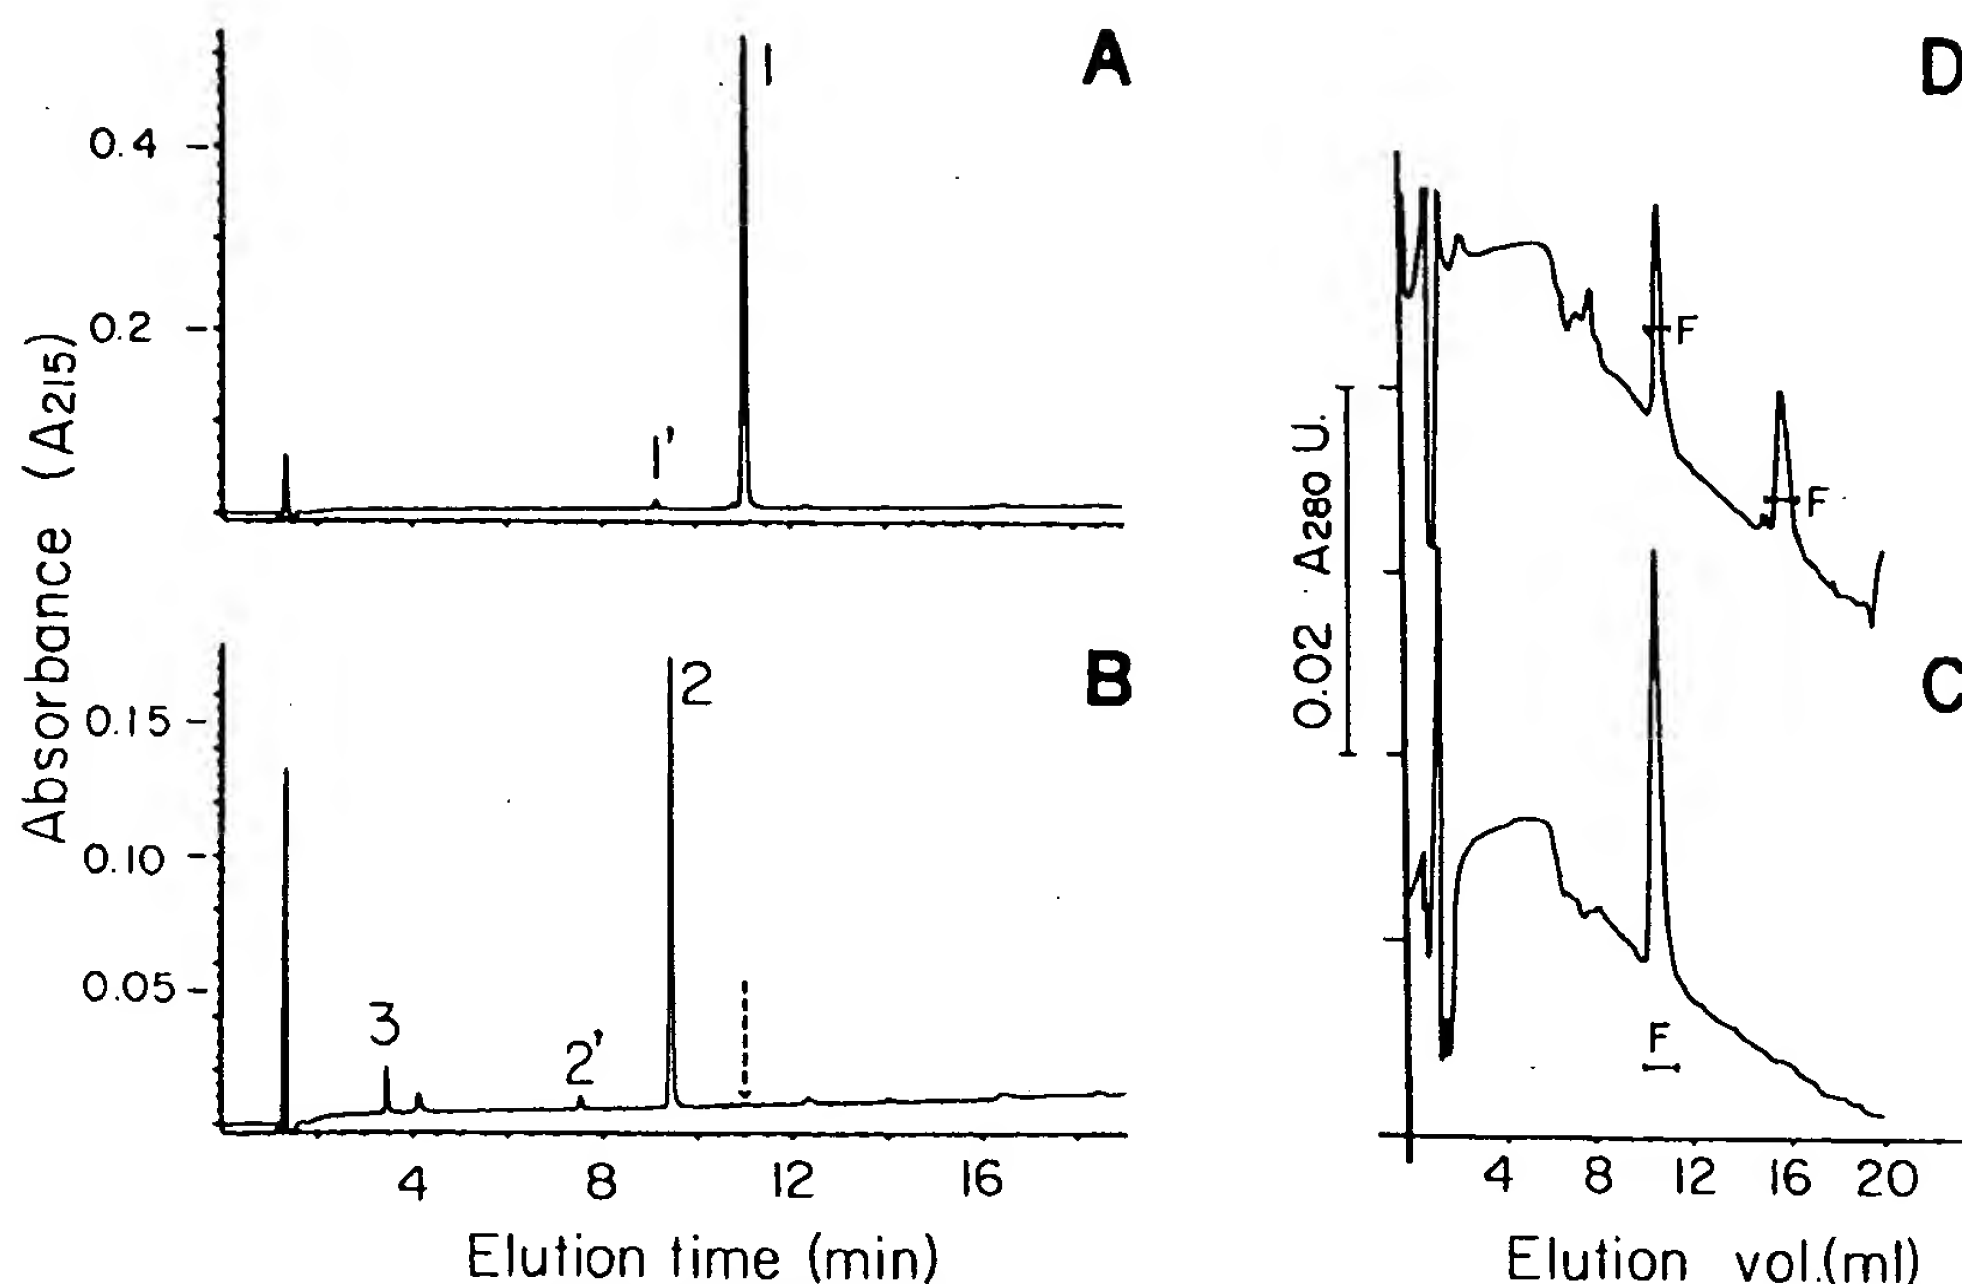 A
1
0.4
0.2
1'
Absorbance (A215)
B
2
0.15
0.10
0.05
3
2'
4 8 12 16
Elution time (min)
D
F
F
0.02 A280 U.
C
F
4 8 12 16 20
Elution vol.(ml)